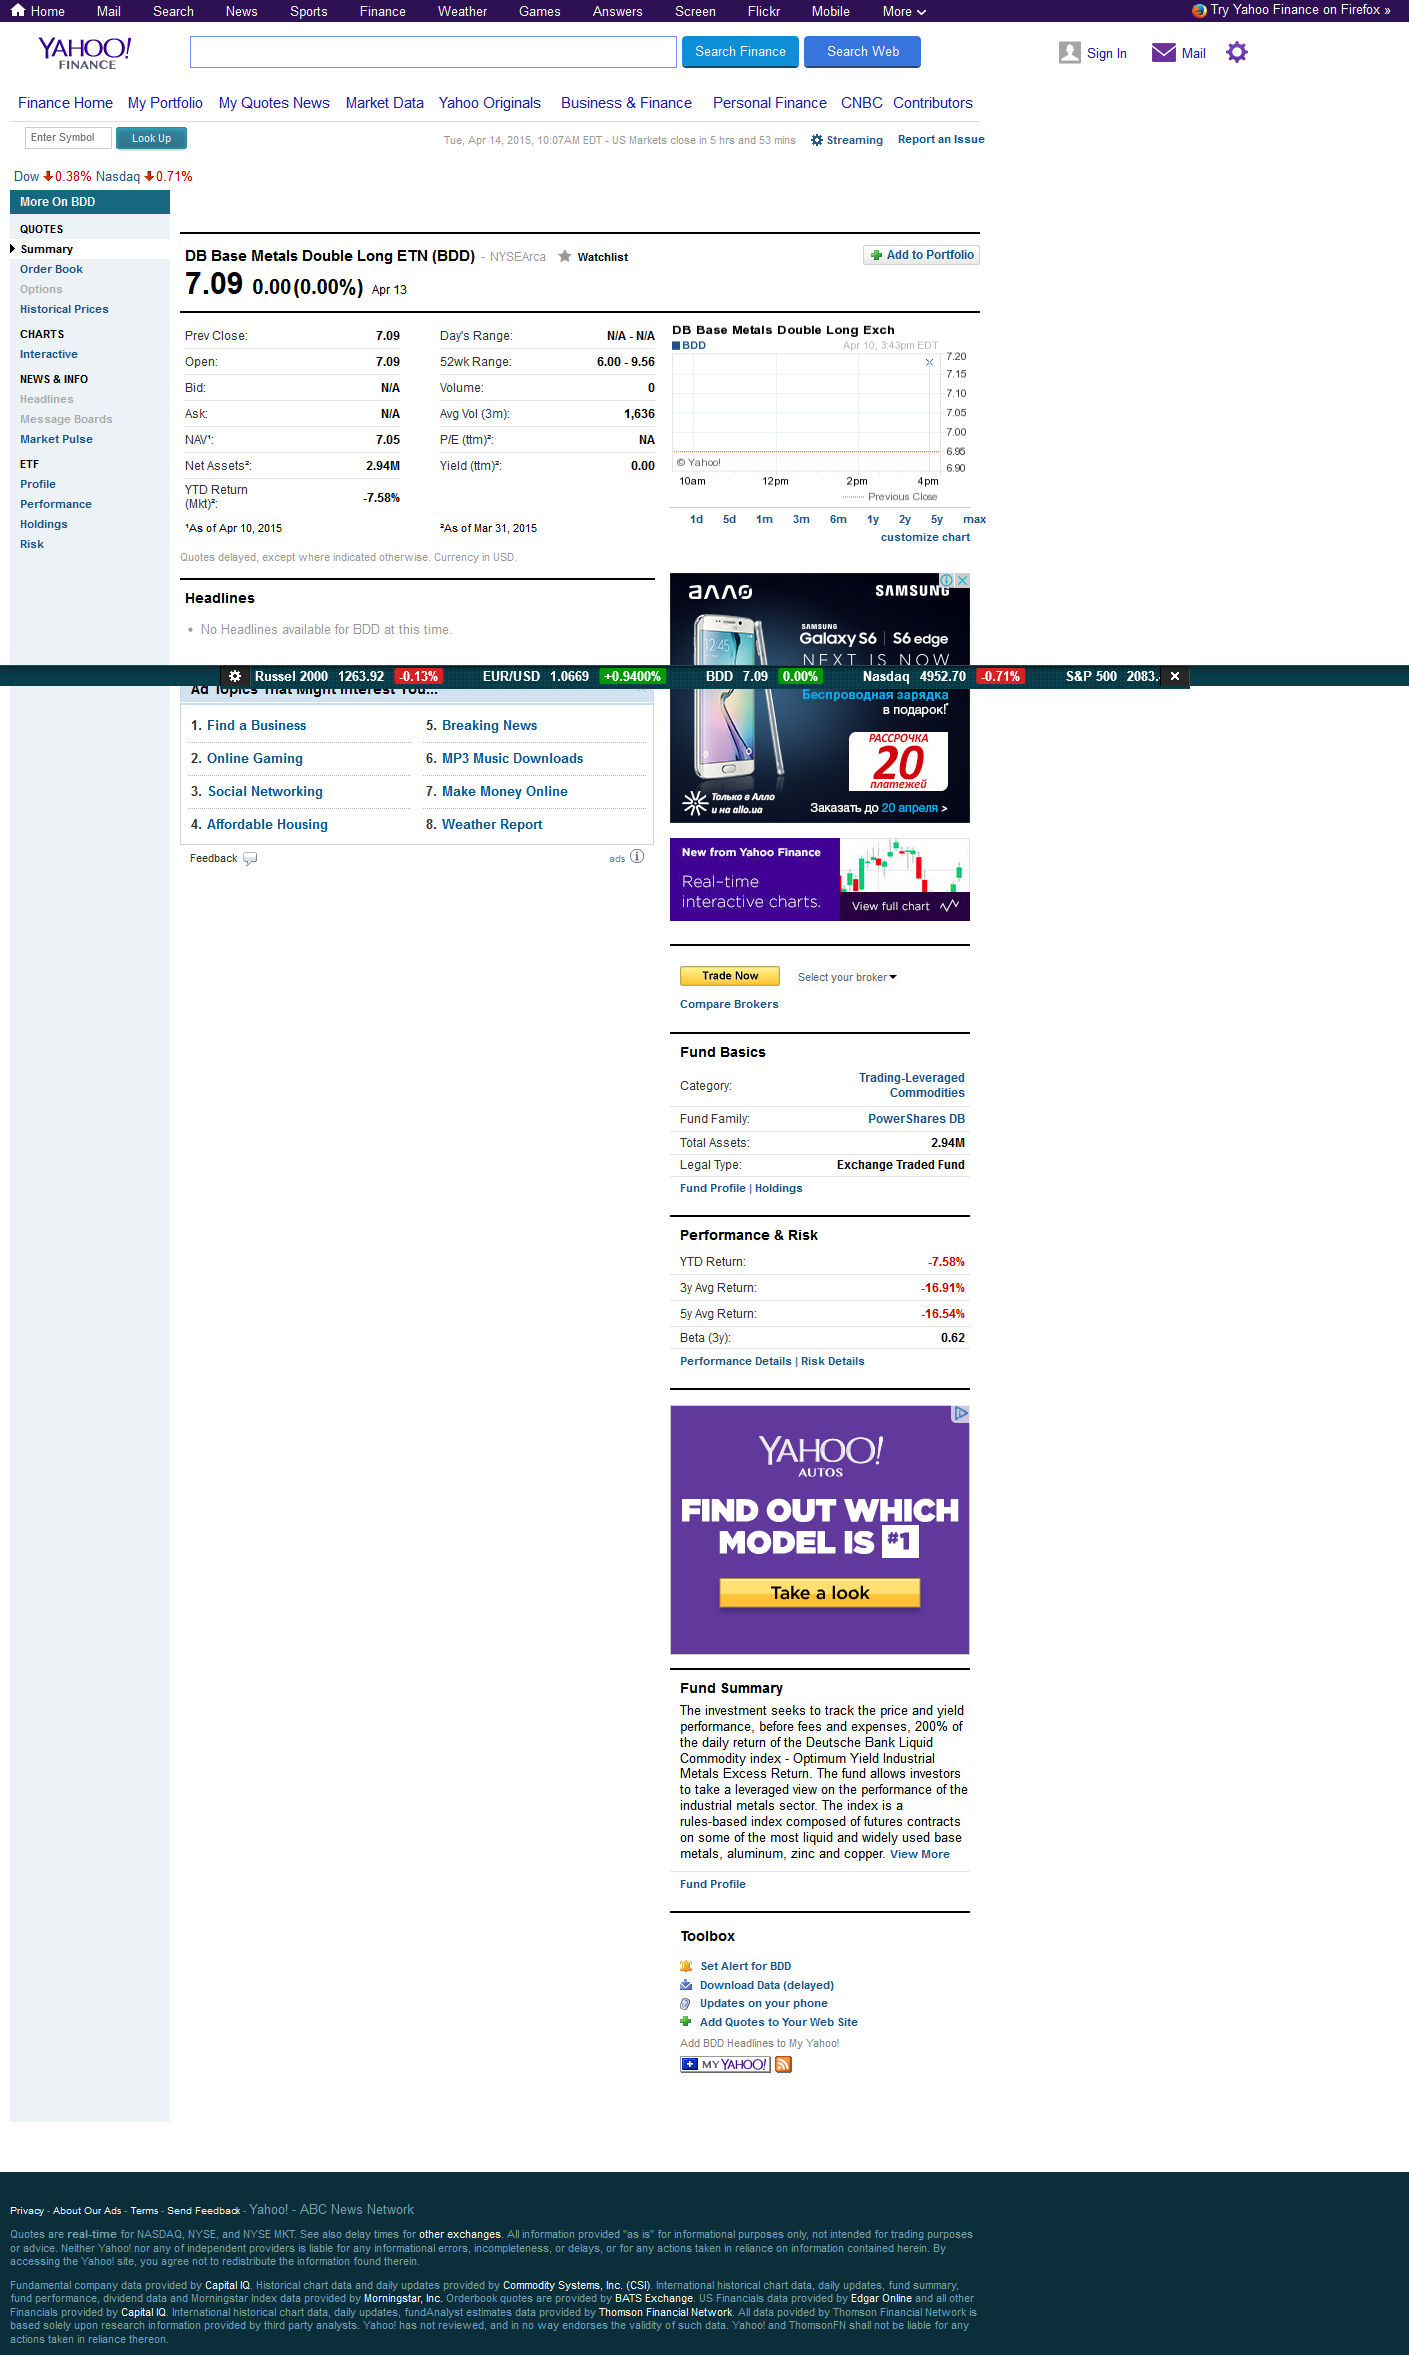 Home Mail Search News Sports Finance Weather Games Answers Screen Flickr Mobile More Try Yahoo Finance on Firefox »
YAHOO!
FINANCE
Search Finance Search Web
Sign In Mail
Finance Home My Portfolio My Quotes News Market Data Yahoo Originals Business & Finance Personal Finance CNBC Contributors
Enter Symbol Look Up
Tue, Apr 14, 2015, 10:07AM EDT - US Markets close in 5 hrs and 53 mins Streaming Report an Issue
Dow 0.38% Nasdaq 0.71%
More On BDD
QUOTES
Summary
Order Book
Options
Historical Prices
CHARTS
Interactive
NEWS & INFO
Headlines
Message Boards
Market Pulse
ETF
Profile
Performance
Holdings
Risk
DB Base Metals Double Long ETN (BDD) - NYSEArca Watchlist
Add to Portfolio
7.09 0.00(0.00%) Apr 13
Prev Close: 7.09
Open: 7.09
Bid: N/A
Ask: N/A
NAV¹: 7.05
Net Assets²: 2.94M
YTD Return
(Mkt)²: -7.58%
¹As of Apr 10, 2015
Day's Range: N/A - N/A
52wk Range: 6.00 - 9.56
Volume: 0
Avg Vol (3m): 1,636
P/E (ttm)²: NA
Yield (ttm)²: 0.00
²As of Mar 31, 2015
Quotes delayed, except where indicated otherwise. Currency in USD.
DB Base Metals Double Long Exch
BDD Apr 10, 3:43pm EDT
7.20
7.15
7.10
7.05
7.00
6.95
6.90
© Yahoo!
10am 12pm 2pm 4pm
Previous Close
1d 5d 1m 3m 6m 1y 2y 5y max
customize chart
Headlines
• No Headlines available for BDD at this time.
алло SAMSUNG
12:45
SAMSUNG
Galaxy S6 | S6 edge
NEXT IS NOW
Russel 2000 1263.92 -0.13% EUR/USD 1.0669 +0.9400% BDD 7.09 0.00% Nasdaq 4952.70 -0.71% S&P 500 2083.
Ad Topics That Might Interest You...
1. Find a Business
2. Online Gaming
3. Social Networking
4. Affordable Housing
5. Breaking News
6. MP3 Music Downloads
7. Make Money Online
8. Weather Report
Feedback ads
Беспроводная зарядка
в подарок!*
РАССРОЧКА
20
платежей
Только в Алло
и на allo.ua
Заказать до 20 апреля >
New from Yahoo Finance
Real-time
interactive charts.
View full chart
Trade Now Select your broker
Compare Brokers
Fund Basics
Category: Trading-Leveraged
Commodities
Fund Family: PowerShares DB
Total Assets: 2.94M
Legal Type: Exchange Traded Fund
Fund Profile | Holdings
Performance & Risk
YTD Return: -7.58%
3y Avg Return: -16.91%
5y Avg Return: -16.54%
Beta (3y): 0.62
Performance Details | Risk Details
YAHOO!
AUTOS
FIND OUT WHICH
MODEL IS #1
Take a look
Fund Summary
The investment seeks to track the price and yield
performance, before fees and expenses, 200% of
the daily return of the Deutsche Bank Liquid
Commodity index - Optimum Yield Industrial
Metals Excess Return. The fund allows investors
to take a leveraged view on the performance of the
industrial metals sector. The index is a
rules-based index composed of futures contracts
on some of the most liquid and widely used base
metals, aluminum, zinc and copper. View More
Fund Profile
Toolbox
Set Alert for BDD
Download Data (delayed)
Updates on your phone
Add Quotes to Your Web Site
Add BDD Headlines to My Yahoo!
MY YAHOO!
Privacy - About Our Ads - Terms - Send Feedback - Yahoo! - ABC News Network
Quotes are real-time for NASDAQ, NYSE, and NYSE MKT. See also delay times for other exchanges. All information provided "as is" for informational purposes only, not intended for trading purposes
or advice. Neither Yahoo! nor any of independent providers is liable for any informational errors, incompleteness, or delays, or for any actions taken in reliance on information contained herein. By
accessing the Yahoo! site, you agree not to redistribute the information found therein.
Fundamental company data provided by Capital IQ. Historical chart data and daily updates provided by Commodity Systems, Inc. (CSI). International historical chart data, daily updates, fund summary,
fund performance, dividend data and Morningstar Index data provided by Morningstar, Inc. Orderbook quotes are provided by BATS Exchange. US Financials data provided by Edgar Online and all other
Financials provided by Capital IQ. International historical chart data, daily updates, fundAnalyst estimates data provided by Thomson Financial Network. All data povided by Thomson Financial Network is
based solely upon research information provided by third party analysts. Yahoo! has not reviewed, and in no way endorses the validity of such data. Yahoo! and ThomsonFN shall not be liable for any
actions taken in reliance thereon.